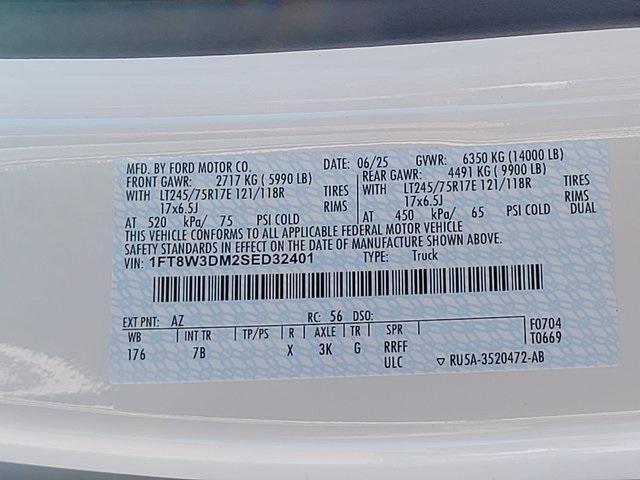 MFD. BY FORD MOTOR CO. DATE: 06/25 GVWR: 6350 KG (14000 LB)
FRONT GAWR: 2717 KG (5990 LB) REAR GAWR: 4491 KG (9900 LB)
WITH LT245/75R17E 121/118R TIRES WITH LT245/75R17E 121/118R TIRES
17x6.5J RIMS 17x6.5J RIMS
AT 520 kPa/ 75 PSI COLD AT 450 kPa/ 65 PSI COLD DUAL
THIS VEHICLE CONFORMS TO ALL APPLICABLE FEDERAL MOTOR VEHICLE
SAFETY STANDARDS IN EFFECT ON THE DATE OF MANUFACTURE SHOWN ABOVE.
VIN: 1FT8W3DM2SED32401 TYPE: Truck
EXT PNT: AZ RC: 56 DSO:
WB INT TR TP/PS R AXLE TR SPR F0704
176 7B X 3K G RRFF T0669
ULC ▽ RU5A-3520472-AB